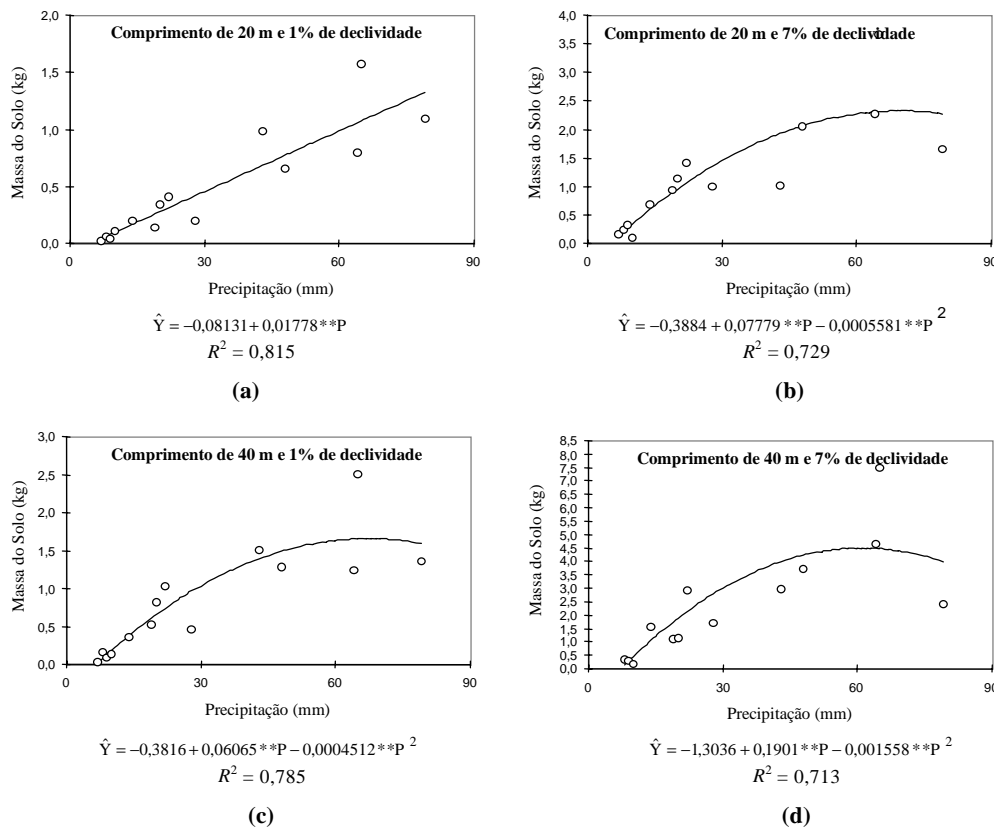 Comprimento de 20 m e 1% de declividade
Massa do Solo (kg)
2,0
1,5
1,0
0,5
0,0
0 30 60 90
Precipitação (mm)
Ŷ = −0,08131 + 0,01778 **P
R² = 0,815
(a)
Comprimento de 20 m e 7% de declividade
Massa do Solo (kg)
4,0
3,5
3,0
2,5
2,0
1,5
1,0
0,5
0,0
0 30 60 90
Precipitação (mm)
Ŷ = −0,3884 + 0,07779 **P − 0,0005581 **P ²
R² = 0,729
(b)
Comprimento de 40 m e 1% de declividade
Massa do Solo (kg)
3,0
2,5
2,0
1,5
1,0
0,5
0,0
0 30 60 90
Precipitação (mm)
Ŷ = −0,3816 + 0,06065 **P − 0,0004512 **P ²
R² = 0,785
(c)
Comprimento de 40 m e 7% de declividade
Massa do Solo (kg)
8,5
8,0
7,5
7,0
6,5
6,0
5,5
5,0
4,5
4,0
3,5
3,0
2,5
2,0
1,5
1,0
0,5
0,0
0 30 60 90
Precipitação (mm)
Ŷ = −1,3036 + 0,1901 **P − 0,001558 **P ²
R² = 0,713
(d)